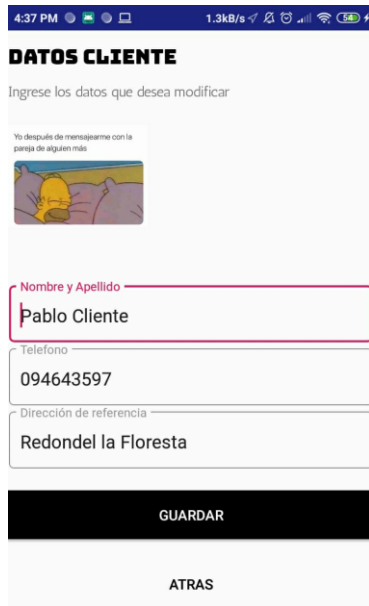 4:37 PM 1.3kB/s 54
DATOS CLIENTE
Ingrese los datos que desea modificar
Yo después de mensajearme con la
pareja de alguien más
Nombre y Apellido
Pablo Cliente
Telefono
094643597
Dirección de referencia
Redondel la Floresta
GUARDAR
ATRAS